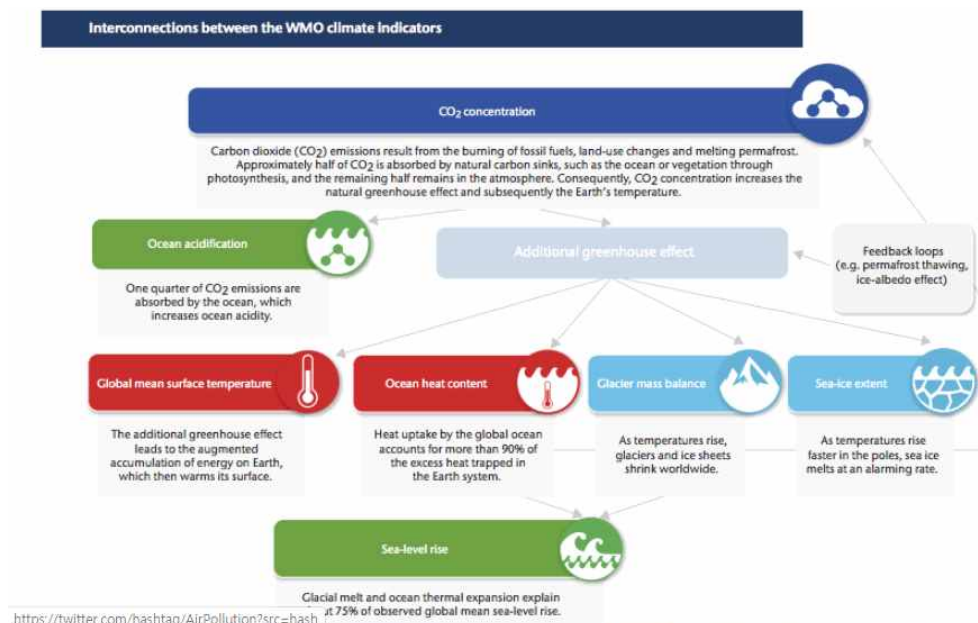 Interconnections between the WMO climate indicators
CO₂ concentration
Carbon dioxide (CO₂) emissions result from the burning of fossil fuels, land-use changes and melting permafrost.
Approximately half of CO₂ is absorbed by natural carbon sinks, such as the ocean or vegetation through
photosynthesis, and the remaining half remains in the atmosphere. Consequently, CO₂ concentration increases the
natural greenhouse effect and subsequently the Earth's temperature.
Ocean acidification
One quarter of CO₂ emissions are
absorbed by the ocean, which
increases ocean acidity.
Additional greenhouse effect
Feedback loops
(e.g. permafrost thawing,
ice-albedo effect)
Global mean surface temperature
The additional greenhouse effect
leads to the augmented
accumulation of energy on Earth,
which then warms its surface.
Ocean heat content
Heat uptake by the global ocean
accounts for more than 90% of
the excess heat trapped in
the Earth system.
Glacier mass balance
As temperatures rise,
glaciers and ice sheets
shrink worldwide.
Sea-ice extent
As temperatures rise
faster in the poles, sea ice
melts at an alarming rate.
Sea-level rise
Glacial melt and ocean thermal expansion explain
75% of observed global mean sea-level rise.
https://twitter.com/hashtag/AirPollution?src=hash